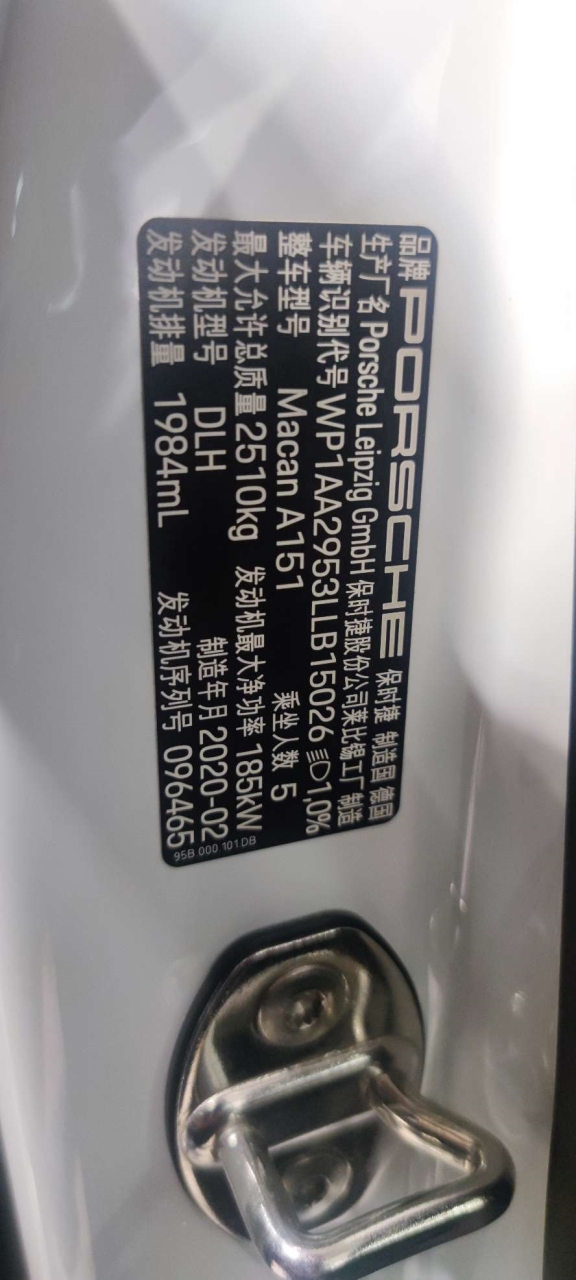 品牌 PORSCHE 保时捷 制造国 德国
生产厂名 Porsche Leipzig GmbH 保时捷股份公司莱比锡工厂 制造
车辆识别代号 WP1AA2953LLB15026 1,0%
整车型号 Macan A151 乘坐人数 5
最大允许总质量 2510kg 发动机最大净功率 185kW
发动机型号 DLH 制造年月 2020-02
发动机排量 1984mL 发动机序列号 096465
95B 000 101 DB